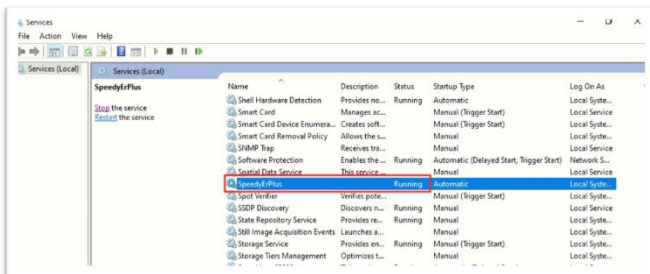 Services
File Action View Help
Services (Local)
Services (Local)
SpeedyErPlus
Stop the service
Restart the service
Name Description Status Startup Type Log On As
Shell Hardware Detection Provides no... Running Automatic Local Syste...
Smart Card Manages ac... Manual (Trigger Start) Local Service
Smart Card Device Enumera... Creates soft... Manual (Trigger Start) Local Syste...
Smart Card Removal Policy Allows the s... Manual Local Syste...
SNMP Trap Receives tra... Manual Local Service
Software Protection Enables the ... Running Automatic (Delayed Start, Trigger Start) Network S...
Spatial Data Service This service ... Manual Local Service
SpeedyErPlus Running Automatic Local Syste...
Spot Verifier Verifies pote... Manual (Trigger Start) Local Syste...
SSDP Discovery Discovers n... Running Manual Local Service
State Repository Service Provides re... Running Manual Local Syste...
Still Image Acquisition Events Launches a... Manual Local Syste...
Storage Service Provides en... Running Manual (Trigger Start) Local Syste...
Storage Tiers Management Optimizes t... Manual Local Syste...